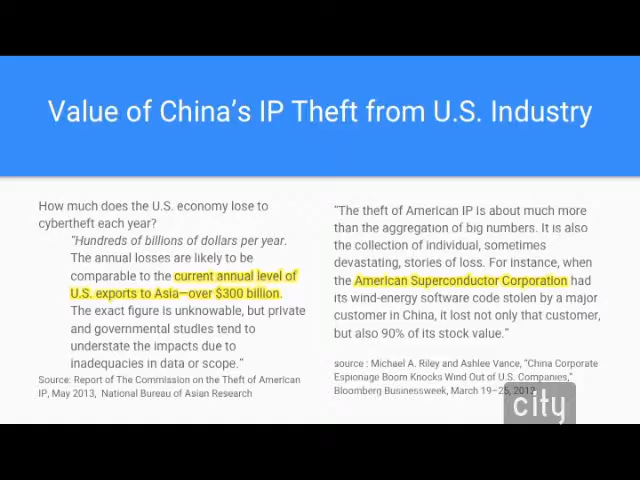 Value of China's IP Theft from U.S. Industry
How much does the U.S. economy lose to
cybertheft each year?
"Hundreds of billions of dollars per year.
The annual losses are likely to be
comparable to the current annual level of
U.S. exports to Asia—over $300 billion.
The exact figure is unknowable, but private
and governmental studies tend to
understate the impacts due to
inadequacies in data or scope."
Source: Report of The Commission on the Theft of American
IP, May 2013, National Bureau of Asian Research
"The theft of American IP is about much more
than the aggregation of big numbers. It is also
the collection of individual, sometimes
devastating, stories of loss. For instance, when
the American Superconductor Corporation had
its wind-energy software code stolen by a major
customer in China, it lost not only that customer,
but also 90% of its stock value."
source : Michael A. Riley and Ashlee Vance, "China Corporate
Espionage Boom Knocks Wind Out of U.S. Companies,"
Bloomberg Businessweek, March 19–25, 2012
city